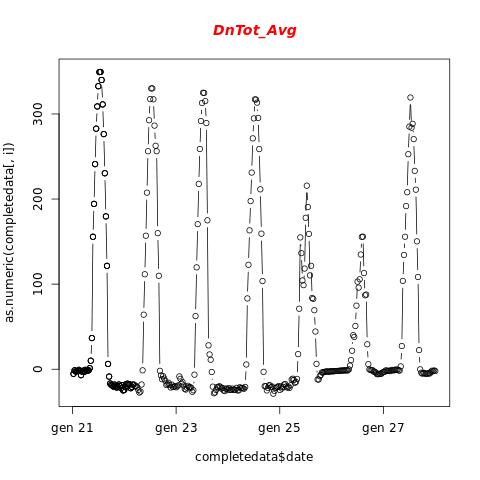 DnTot_Avg
as.numeric(completedata[, i])
300
200
100
0
gen 21
gen 23
gen 25
gen 27
completedata$date